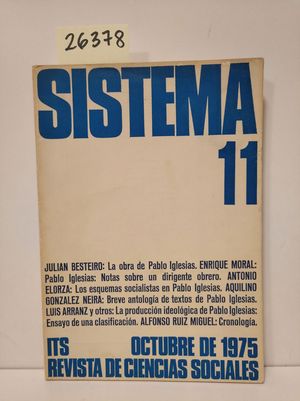 26378
SISTEMA
11
JULIAN BESTEIRO: La obra de Pablo Iglesias. ENRIQUE MORAL:
Pablo Iglesias: Notas sobre un dirigente obrero. ANTONIO
ELORZA: Los esquemas socialistas en Pablo Iglesias. AQUILINO
GONZALEZ NEIRA: Breve antología de textos de Pablo Iglesias.
LUIS ARRANZ y otros: La producción ideológica de Pablo Iglesias:
Ensayo de una clasificación. ALFONSO RUIZ MIGUEL: Cronología.
ITS OCTUBRE DE 1975
REVISTA DE CIENCIAS SOCIALES